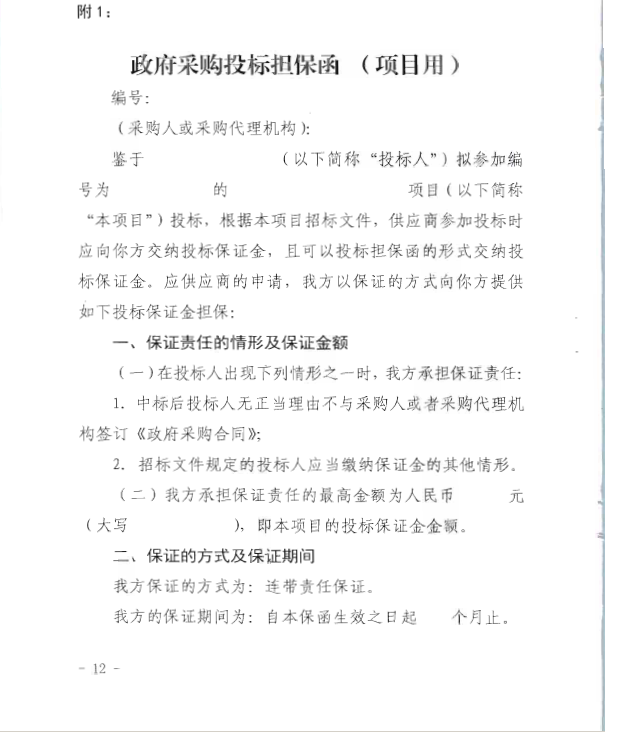 附1：
政府采购投标担保函 （项目用）
编号：
（采购人或采购代理机构）：
鉴于 （以下简称“投标人”）拟参加编
号为 的 项目（以下简称
“本项目”）投标，根据本项目招标文件，供应商参加投标时
应向你方交纳投标保证金，且可以投标担保函的形式交纳投
标保证金。应供应商的申请，我方以保证的方式向你方提供
如下投标保证金担保：
一、保证责任的情形及保证金额
（一）在投标人出现下列情形之一时，我方承担保证责任：
1．中标后投标人无正当理由不与采购人或者采购代理机
构签订《政府采购合同》；
2．招标文件规定的投标人应当缴纳保证金的其他情形。
（二）我方承担保证责任的最高金额为人民币 元
（大写 ），即本项目的投标保证金金额。
二、保证的方式及保证期间
我方保证的方式为：连带责任保证。
我方的保证期间为：自本保函生效之日起 个月止。
- 12 -